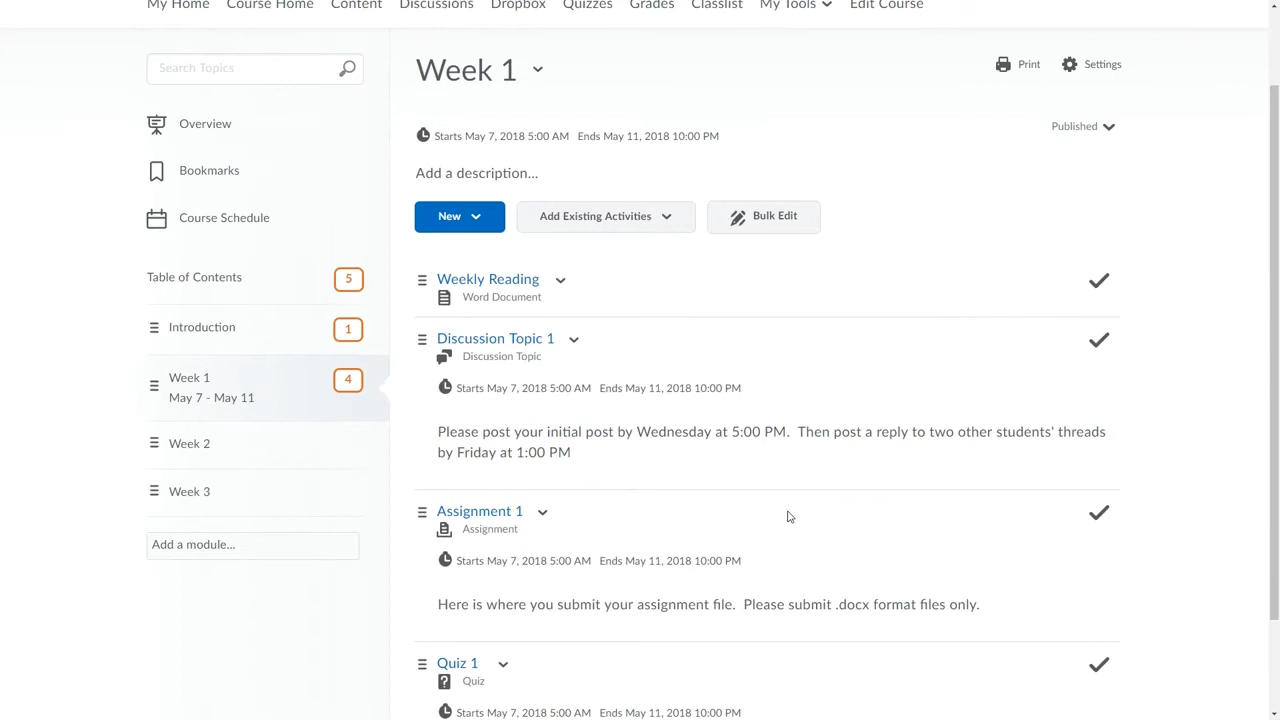 My Home Course Home Content Discussions Dropbox Quizzes Grades Classlist My Tools Edit Course
Search Topics
Overview
Bookmarks
Course Schedule
Table of Contents 5
Introduction 1
Week 1 4
May 7 - May 11
Week 2
Week 3
Add a module...
Week 1
Print Settings
Starts May 7, 2018 5:00 AM Ends May 11, 2018 10:00 PM
Published
Add a description...
New Add Existing Activities Bulk Edit
Weekly Reading
Word Document
Discussion Topic 1
Discussion Topic
Starts May 7, 2018 5:00 AM Ends May 11, 2018 10:00 PM
Please post your initial post by Wednesday at 5:00 PM. Then post a reply to two other students' threads
by Friday at 1:00 PM
Assignment 1
Assignment
Starts May 7, 2018 5:00 AM Ends May 11, 2018 10:00 PM
Here is where you submit your assignment file. Please submit .docx format files only.
Quiz 1
Quiz
Starts May 7, 2018 5:00 AM Ends May 11, 2018 10:00 PM